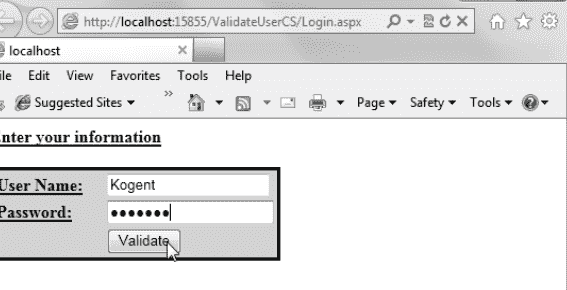 http://localhost:15855/ValidateUserCS/Login.aspx
localhost
ile Edit View Favorites Tools Help
Suggested Sites
Page Safety Tools
Enter your information
User Name: Kogent
Password: •••••••
Validate